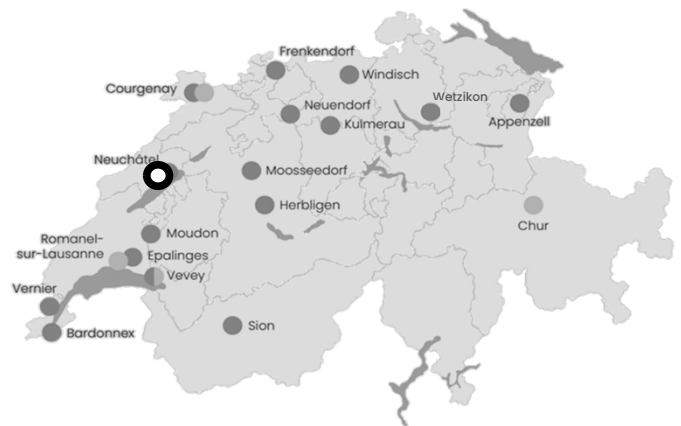 Frenkendorf
Windisch
Courgenay
Wetzikon
Neuendorf
Kulmerau
Appenzell
Neuchâtel
Moosseedorf
Herbligen
Chur
Moudon
Romanel-
sur-Lausanne
Epalinges
Vevey
Vernier
Sion
Bardonnex